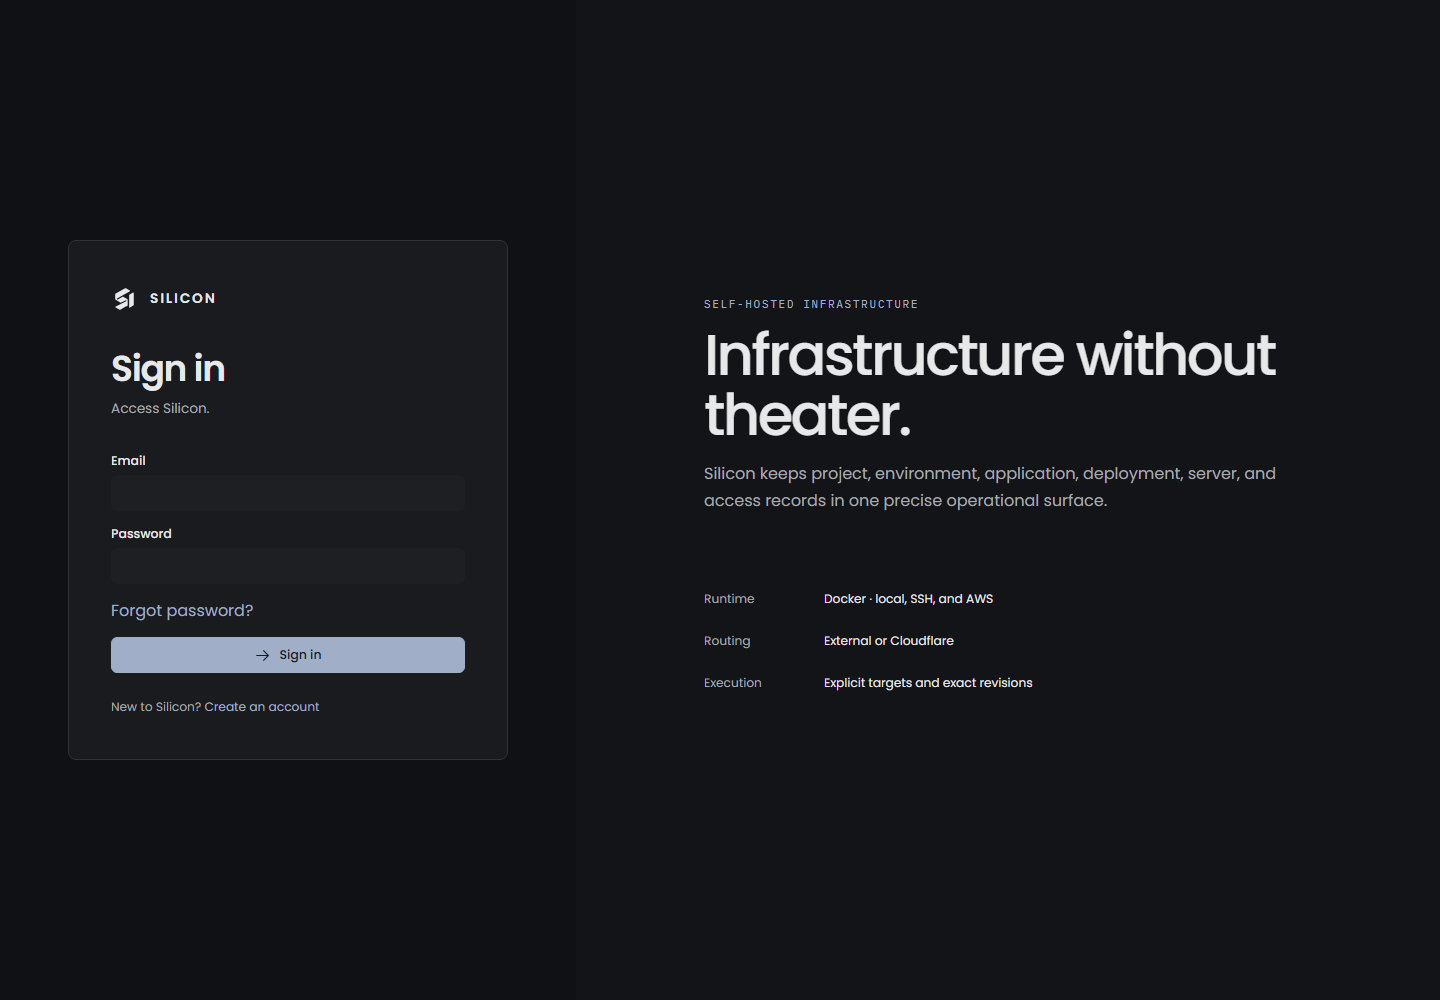 SILICON
Sign in
Access Silicon.
Email
Password
Forgot password?
Sign in
New to Silicon? Create an account
SELF-HOSTED INFRASTRUCTURE
Infrastructure without
theater.
Silicon keeps project, environment, application, deployment, server, and
access records in one precise operational surface.
Runtime Docker · local, SSH, and AWS
Routing External or Cloudflare
Execution Explicit targets and exact revisions